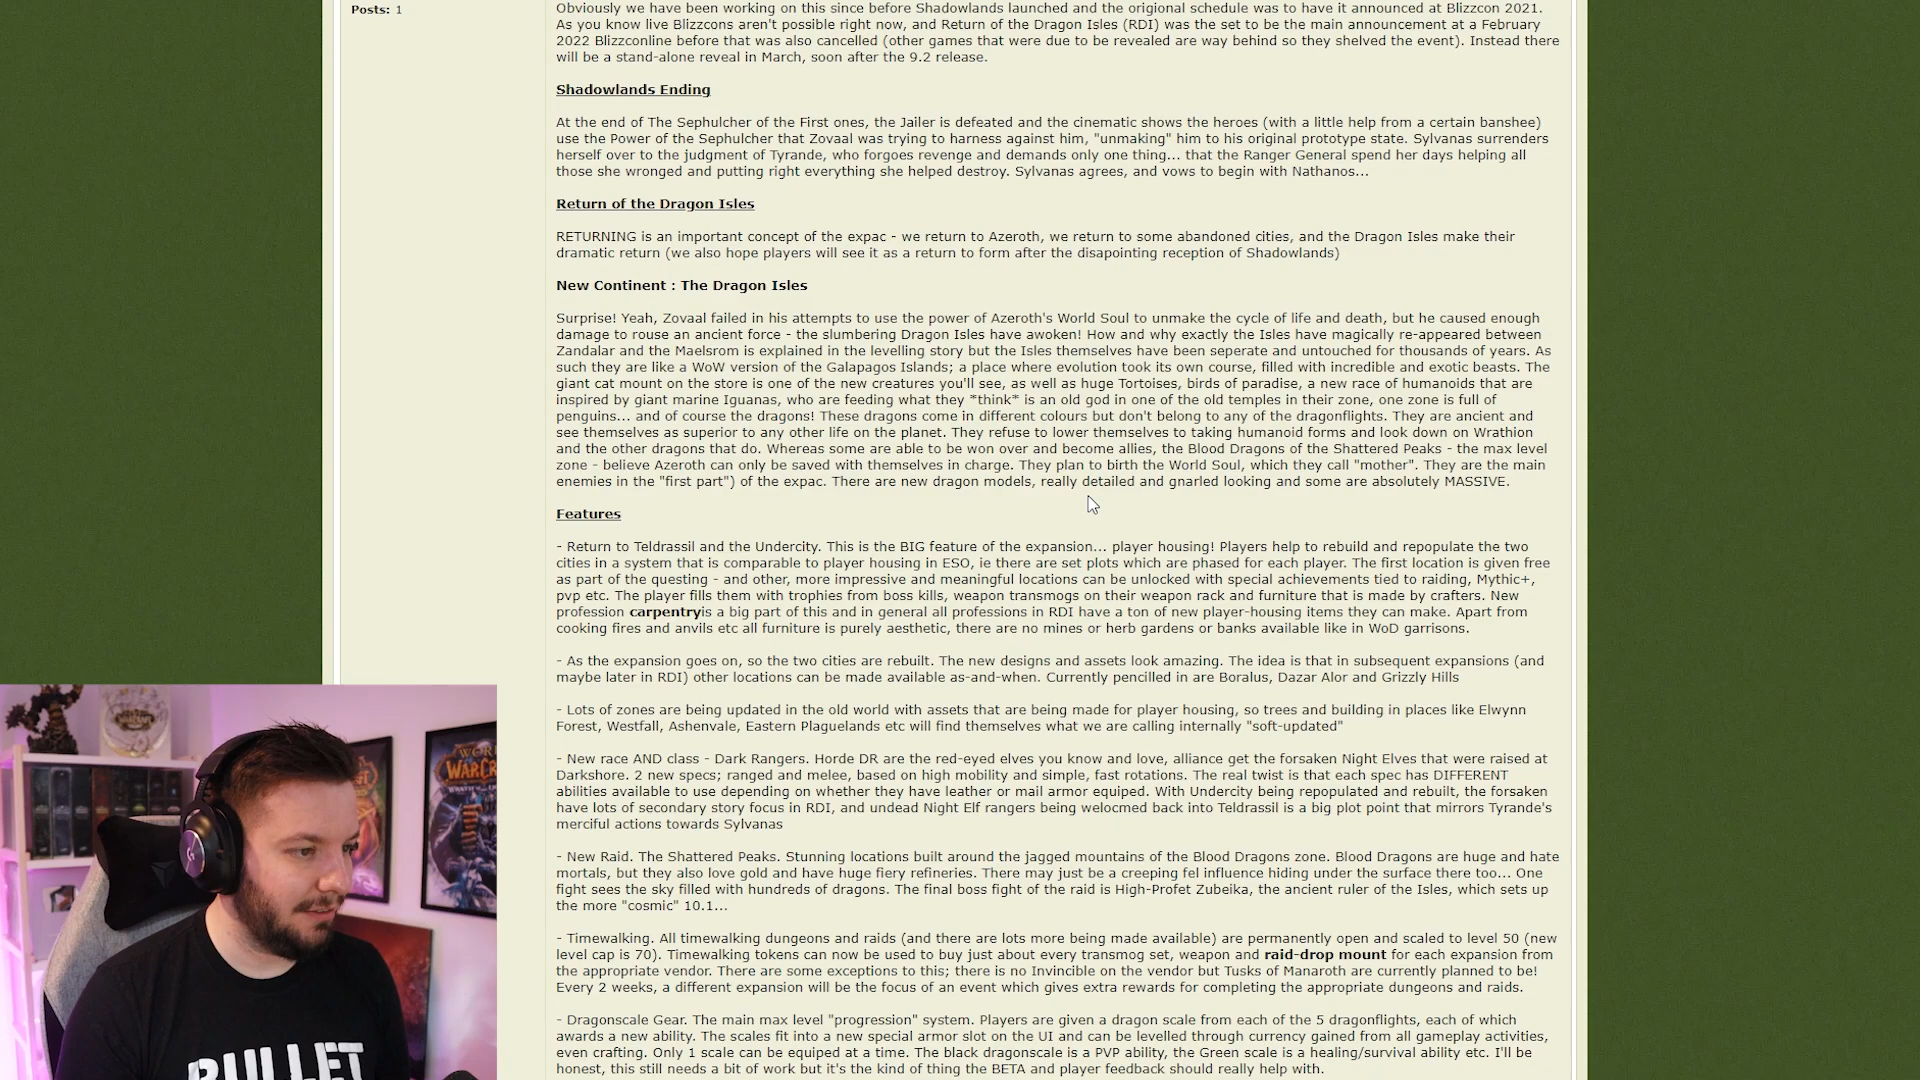 Posts: 1
Obviously we have been working on this since before Shadowlands launched and the origional schedule was to have it announced at Blizzcon 2021.
As you know live Blizzcons aren't possible right now, and Return of the Dragon Isles (RDI) was the set to be the main announcement at a February
2022 Blizzconline before that was also cancelled (other games that were due to be revealed are way behind so they shelved the event). Instead there
will be a stand-alone reveal in March, soon after the 9.2 release.
Shadowlands Ending
At the end of The Sephulcher of the First ones, the Jailer is defeated and the cinematic shows the heroes (with a little help from a certain banshee)
use the Power of the Sephulcher that Zovaal was trying to harness against him, "unmaking" him to his original prototype state. Sylvanas surrenders
herself over to the judgment of Tyrande, who forgoes revenge and demands only one thing... that the Ranger General spend her days helping all
those she wronged and putting right everything she helped destroy. Sylvanas agrees, and vows to begin with Nathanos...
Return of the Dragon Isles
RETURNING is an important concept of the expac - we return to Azeroth, we return to some abandoned cities, and the Dragon Isles make their
dramatic return (we also hope players will see it as a return to form after the disapointing reception of Shadowlands)
New Continent : The Dragon Isles
Surprise! Yeah, Zovaal failed in his attempts to use the power of Azeroth's World Soul to unmake the cycle of life and death, but he caused enough
damage to rouse an ancient force - the slumbering Dragon Isles have awoken! How and why exactly the Isles have magically re-appeared between
Zandalar and the Maelsrom is explained in the levelling story but the Isles themselves have been seperate and untouched for thousands of years. As
such they are like a WoW version of the Galapagos Islands; a place where evolution took its own course, filled with incredible and exotic beasts. The
giant cat mount on the store is one of the new creatures you'll see, as well as huge Tortoises, birds of paradise, a new race of humanoids that are
inspired by giant marine Iguanas, who are feeding what they *think* is an old god in one of the old temples in their zone, one zone is full of
penguins... and of course the dragons! These dragons come in different colours but don't belong to any of the dragonflights. They are ancient and
see themselves as superior to any other life on the planet. They refuse to lower themselves to taking humanoid forms and look down on Wrathion
and the other dragons that do. Whereas some are able to be won over and become allies, the Blood Dragons of the Shattered Peaks - the max level
zone - believe Azeroth can only be saved with themselves in charge. They plan to birth the World Soul, which they call "mother". They are the main
enemies in the "first part") of the expac. There are new dragon models, really detailed and gnarled looking and some are absolutely MASSIVE.
Features
- Return to Teldrassil and the Undercity. This is the BIG feature of the expansion... player housing! Players help to rebuild and repopulate the two
cities in a system that is comparable to player housing in ESO, ie there are set plots which are phased for each player. The first location is given free
as part of the questing - and other, more impressive and meaningful locations can be unlocked with special achievements tied to raiding, Mythic+,
pvp etc. The player fills them with trophies from boss kills, weapon transmogs on their weapon rack and furniture that is made by crafters. New
profession carpentryis a big part of this and in general all professions in RDI have a ton of new player-housing items they can make. Apart from
cooking fires and anvils etc all furniture is purely aesthetic, there are no mines or herb gardens or banks available like in WoD garrisons.
- As the expansion goes on, so the two cities are rebuilt. The new designs and assets look amazing. The idea is that in subsequent expansions (and
maybe later in RDI) other locations can be made available as-and-when. Currently pencilled in are Boralus, Dazar Alor and Grizzly Hills
- Lots of zones are being updated in the old world with assets that are being made for player housing, so trees and building in places like Elwynn
Forest, Westfall, Ashenvale, Eastern Plaguelands etc will find themselves what we are calling internally "soft-updated"
- New race AND class - Dark Rangers. Horde DR are the red-eyed elves you know and love, alliance get the forsaken Night Elves that were raised at
Darkshore. 2 new specs; ranged and melee, based on high mobility and simple, fast rotations. The real twist is that each spec has DIFFERENT
abilities available to use depending on whether they have leather or mail armor equiped. With Undercity being repopulated and rebuilt, the forsaken
have lots of secondary story focus in RDI, and undead Night Elf rangers being welocmed back into Teldrassil is a big plot point that mirrors Tyrande's
merciful actions towards Sylvanas
- New Raid. The Shattered Peaks. Stunning locations built around the jagged mountains of the Blood Dragons zone. Blood Dragons are huge and hate
mortals, but they also love gold and have huge fiery refineries. There may just be a creeping fel influence hiding under the surface there too... One
fight sees the sky filled with hundreds of dragons. The final boss fight of the raid is High-Profet Zubeika, the ancient ruler of the Isles, which sets up
the more "cosmic" 10.1...
- Timewalking. All timewalking dungeons and raids (and there are lots more being made available) are permanently open and scaled to level 50 (new
level cap is 70). Timewalking tokens can now be used to buy just about every transmog set, weapon and raid-drop mount for each expansion from
the appropriate vendor. There are some exceptions to this; there is no Invincible on the vendor but Tusks of Manaroth are currently planned to be!
Every 2 weeks, a different expansion will be the focus of an event which gives extra rewards for completing the appropriate dungeons and raids.
- Dragonscale Gear. The main max level "progression" system. Players are given a dragon scale from each of the 5 dragonflights, each of which
awards a new ability. The scales fit into a new special armor slot on the UI and can be levelled through currency gained from all gameplay activities,
even crafting. Only 1 scale can be equiped at a time. The black dragonscale is a PVP ability, the Green scale is a healing/survival ability etc. I'll be
honest, this still needs a bit of work but it's the kind of thing the BETA and player feedback should really help with.
WORL
WARC
BULLET